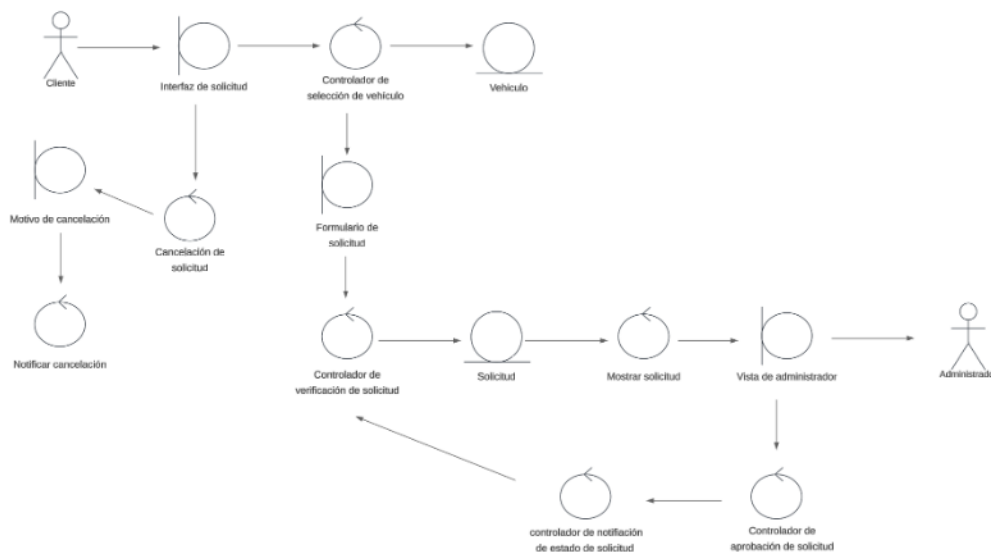 Cliente
Interfaz de solicitud
Controlador de
selección de vehículo
Vehiculo
Motivo de cancelación
Cancelación de
solicitud
Formulario de
solicitud
Notificar cancelación
Controlador de
verificación de solicitud
Solicitud
Mostrar solicitud
Vista de administrador
Administrado
controlador de notifiación
de estado de solicitud
Controlador de
aprobación de solicitud